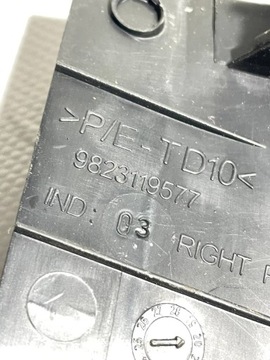 >P/E-TD10<
9823119577
IND: 03 RIGHT